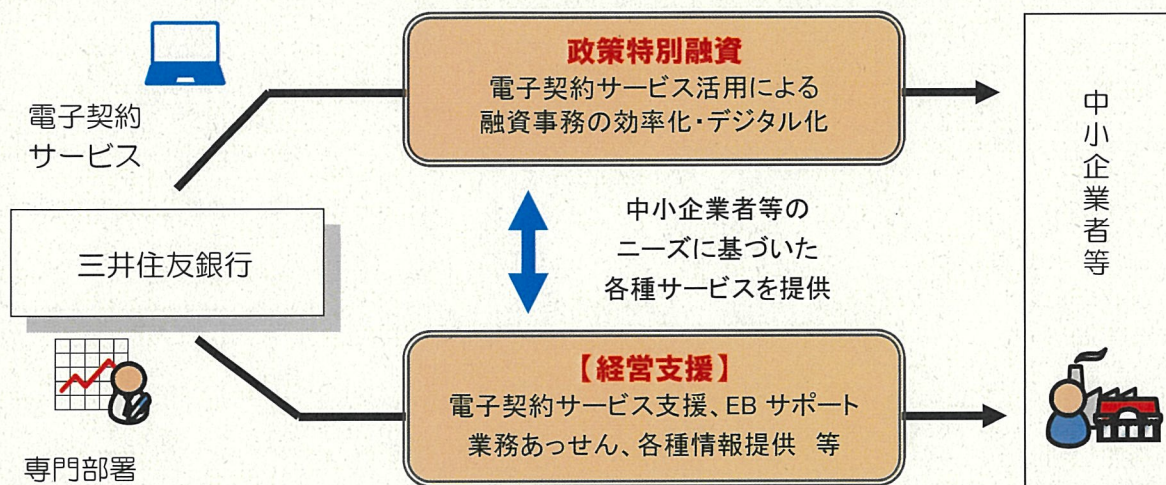 電子契約
サービス
三井住友銀行
専門部署
政策特別融資
電子契約サービス活用による
融資事務の効率化・デジタル化
中小企業者等の
ニーズに基づいた
各種サービスを提供
【経営支援】
電子契約サービス支援、EB サポート
業務あっせん、各種情報提供 等
中小企業者等